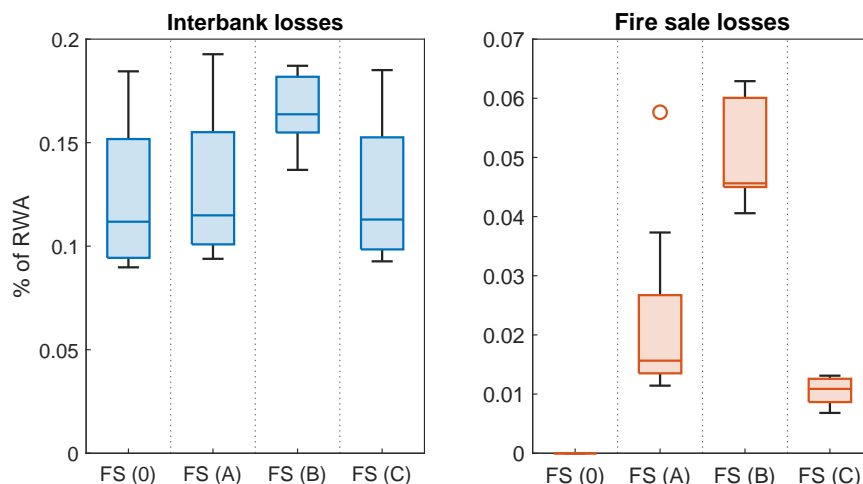 Interbank losses
% of RWA
0.2
0.15
0.1
0.05
0
FS (0) FS (A) FS (B) FS (C)
Fire sale losses
0.07
0.06
0.05
0.04
0.03
0.02
0.01
0
FS (0) FS (A) FS (B) FS (C)